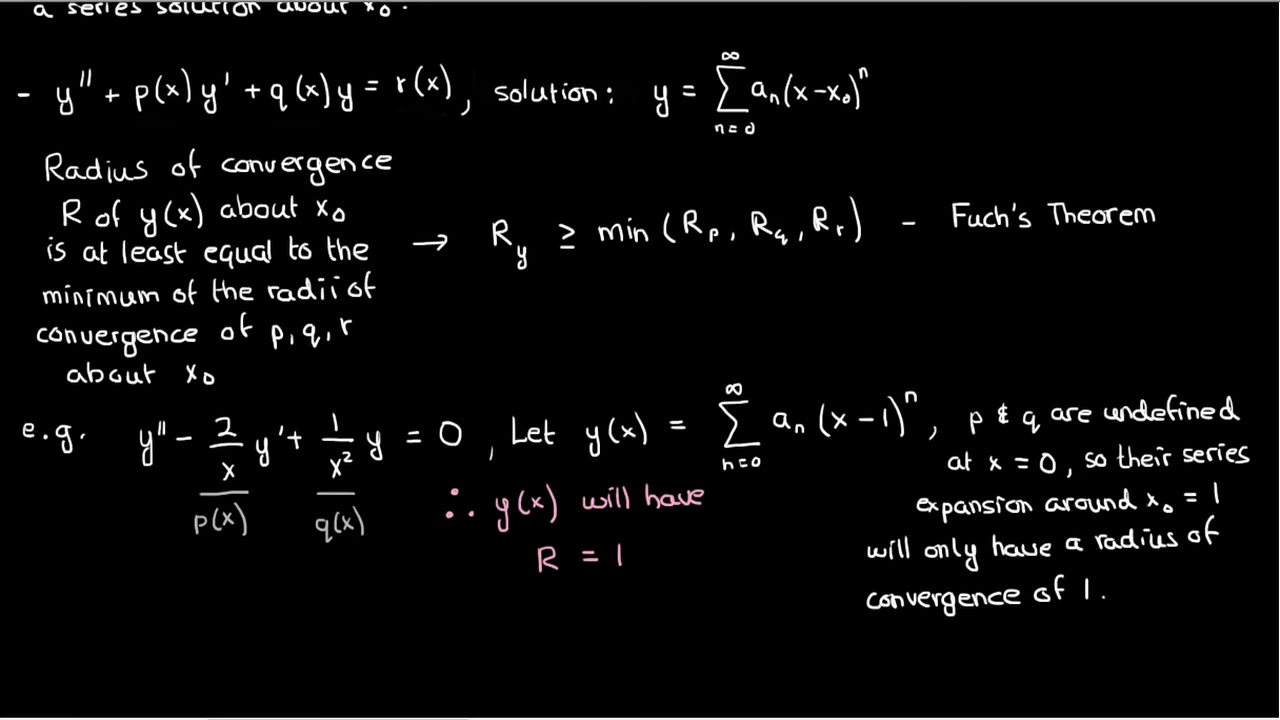 a series solution about x₀.
- y'' + p(x)y' + q(x)y = r(x), solution: y = ∑_{n=0}^{∞} aₙ(x-x₀)ⁿ
Radius of convergence
R of y(x) about x₀
is at least equal to the
minimum of the radii of
convergence of p, q, r
about x₀
→ R_y ≥ min (R_p, R_q, R_r) - Fuch's Theorem
e.g. y'' - 2/x y' + 1/x² y = 0, Let y(x) = ∑_{n=0}^{∞} aₙ(x-1)ⁿ,
p(x) q(x)
∴ y(x) will have
R = 1
p & q are undefined
at x = 0, so their series
expansion around x₀ = 1
will only have a radius of
convergence of 1.